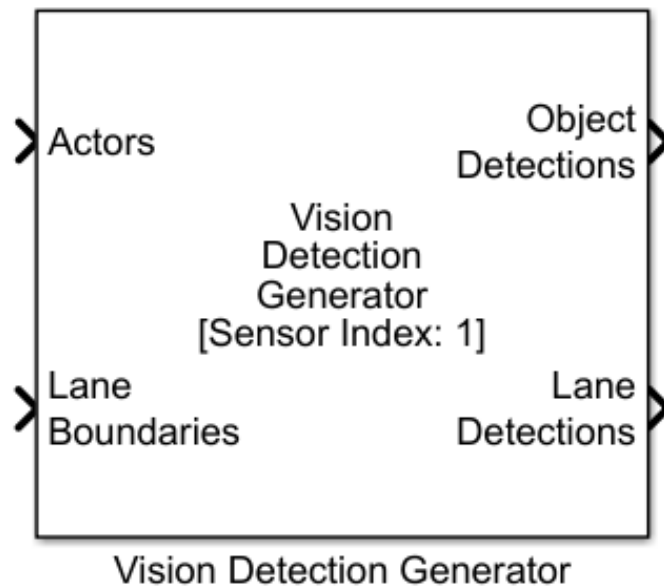 Actors
Object
Detections
Vision
Detection
Generator
[Sensor Index: 1]
Lane
Boundaries
Lane
Detections
Vision Detection Generator